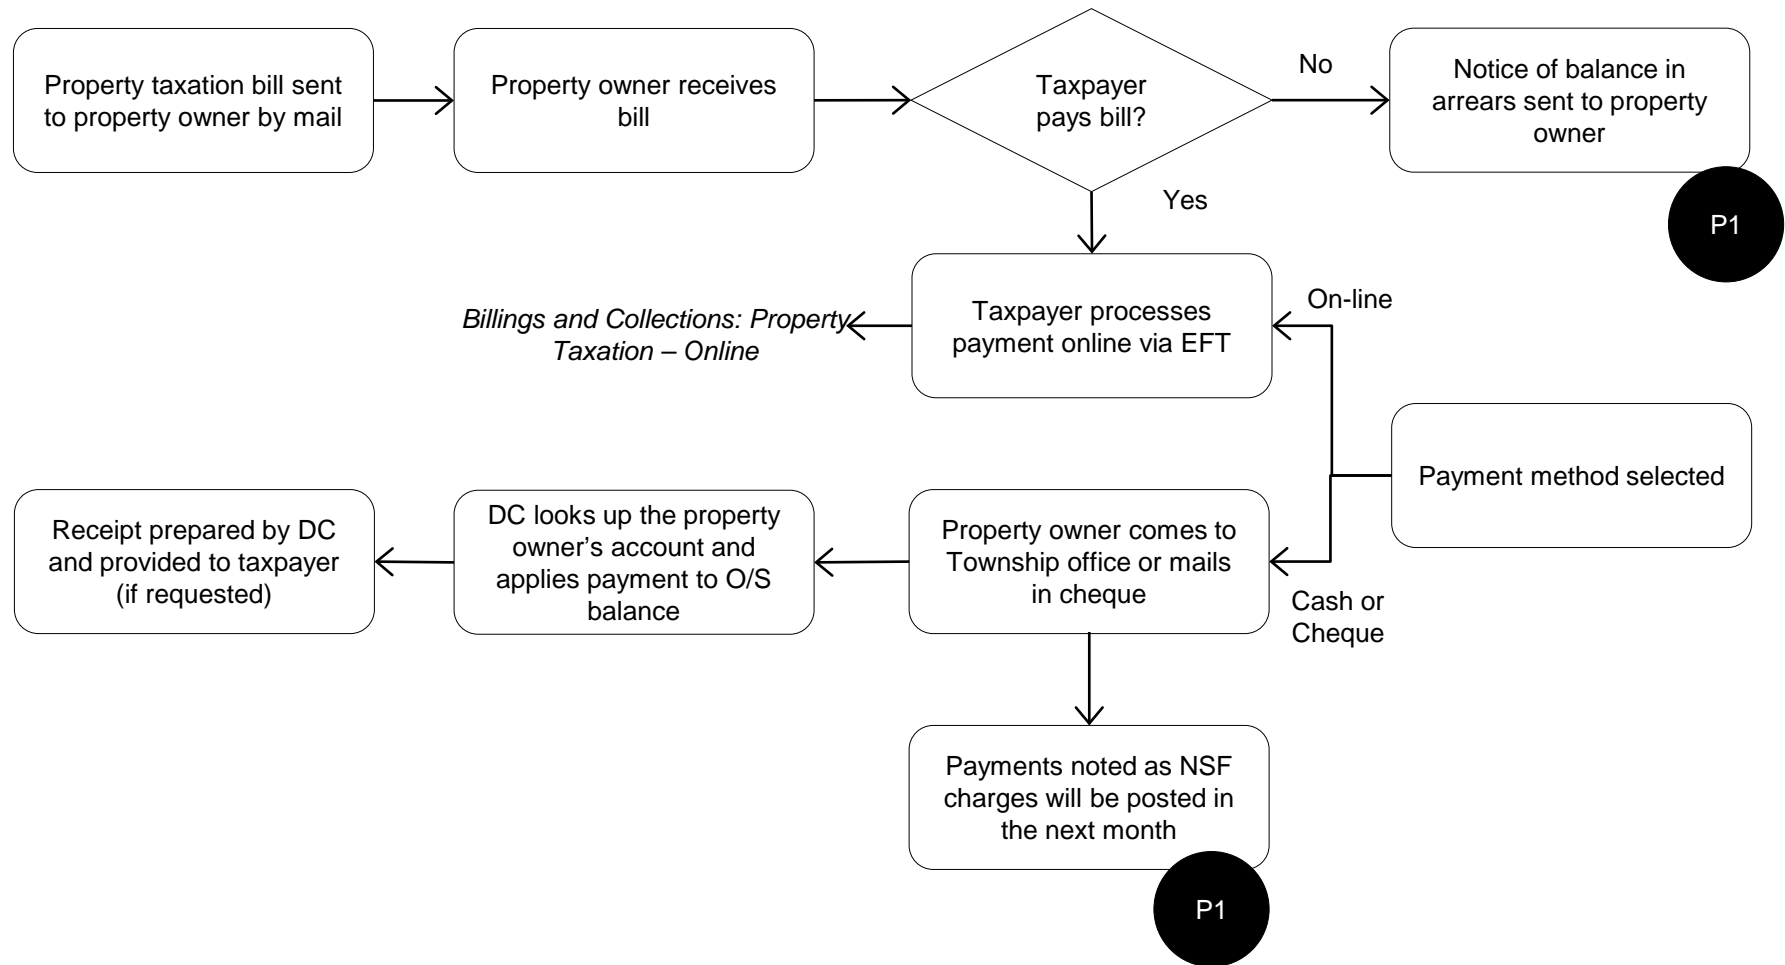 Property taxation bill sent
to property owner by mail
Property owner receives
bill
Taxpayer
pays bill?
No
Notice of balance in
arrears sent to property
owner
P1
Yes
Taxpayer processes
payment online via EFT
On-line
Billings and Collections: Property
Taxation – Online
Payment method selected
Cash or
Cheque
Property owner comes to
Township office or mails
in cheque
DC looks up the property
owner’s account and
applies payment to O/S
balance
Receipt prepared by DC
and provided to taxpayer
(if requested)
Payments noted as NSF
charges will be posted in
the next month
P1